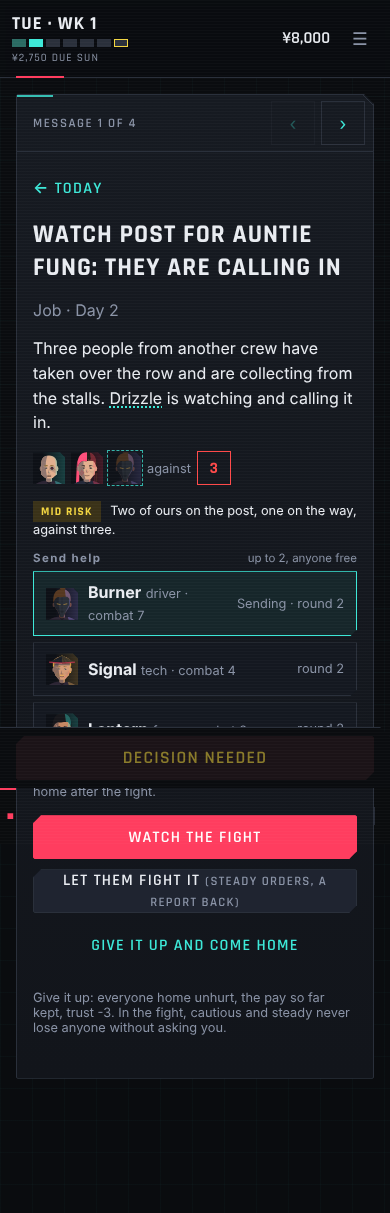 TUE · WK 1
¥2,750 DUE SUN
¥8,000
MESSAGE 1 OF 4
← TODAY
WATCH POST FOR AUNTIE
FUNG: THEY ARE CALLING IN
Job · Day 2
Three people from another crew have
taken over the row and are collecting from
the stalls. Drizzle is watching and calling it
in.
against 3
MID RISK Two of ours on the post, one on the way,
against three.
Send help up to 2, anyone free
Burner driver ·
combat 7
Sending · round 2
Signal tech · combat 4 round 2
DECISION NEEDED
home after the fight.
WATCH THE FIGHT
LET THEM FIGHT IT (STEADY ORDERS, A
REPORT BACK)
GIVE IT UP AND COME HOME
Give it up: everyone home unhurt, the pay so far
kept, trust -3. In the fight, cautious and steady never
lose anyone without asking you.